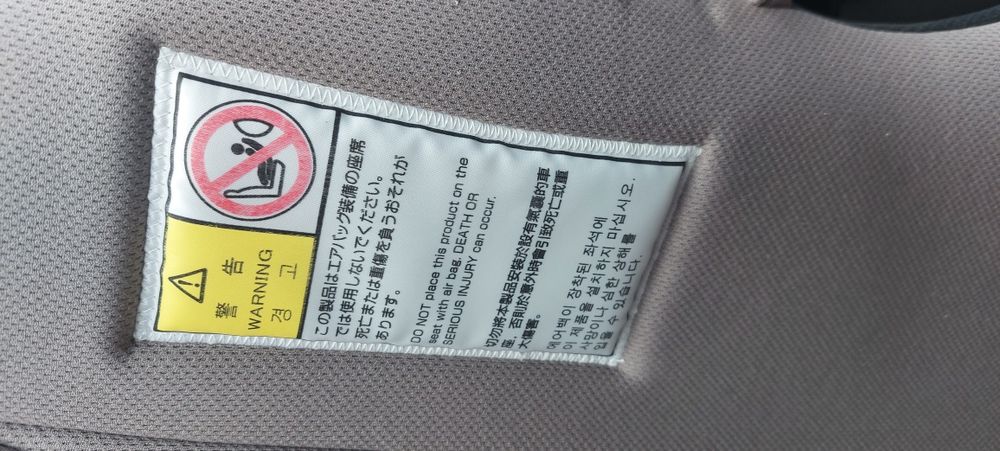 警告
WARNING
경고
この製品はエアバッグ装備の座席
では使用しないでください。
死亡または重傷を負うおそれが
あります。
DO NOT place this product on the
seat with air bag. DEATH OR
SERIOUS INJURY can occur.
切勿將本製品安裝於設有氣囊的車
座，否則於意外時會引致死亡或重
大傷害。
에어백이 장착된 좌석에
이 제품을 설치하지 마십시오.
사망이나 심한 상해를
입을 수 있습니다.